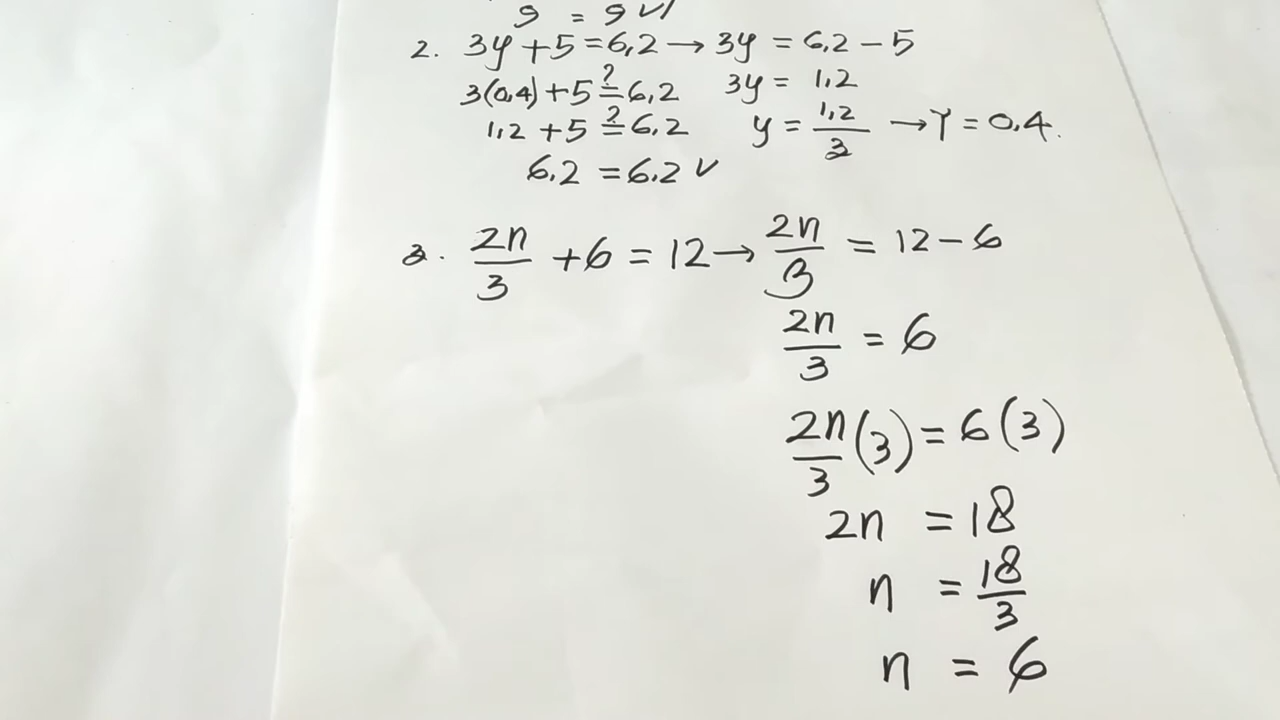 9 = 9 ✓
2. 3y + 5 = 6,2 → 3y = 6,2 - 5
3(0,4) + 5 ≟ 6,2 3y = 1,2
1,2 + 5 ≟ 6,2 y = 1,2/3 → Y = 0,4.
6,2 = 6,2 ✓
3. 2n/3 + 6 = 12 → 2n/3 = 12 - 6
2n/3 = 6
2n/3 (3) = 6(3)
2n = 18
n = 18/3
n = 6